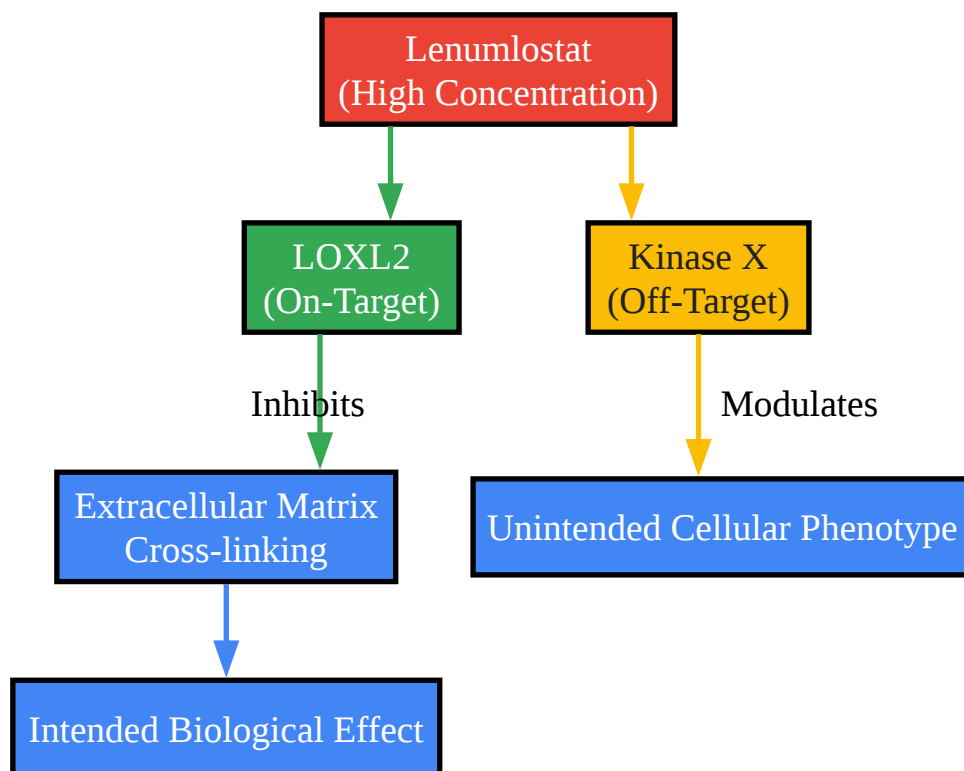 Lenumlostat
(High Concentration)
LOXL2
(On-Target)
Kinase X
(Off-Target)
Inhibits
Modulates
Extracellular Matrix
Cross-linking
Unintended Cellular Phenotype
Intended Biological Effect